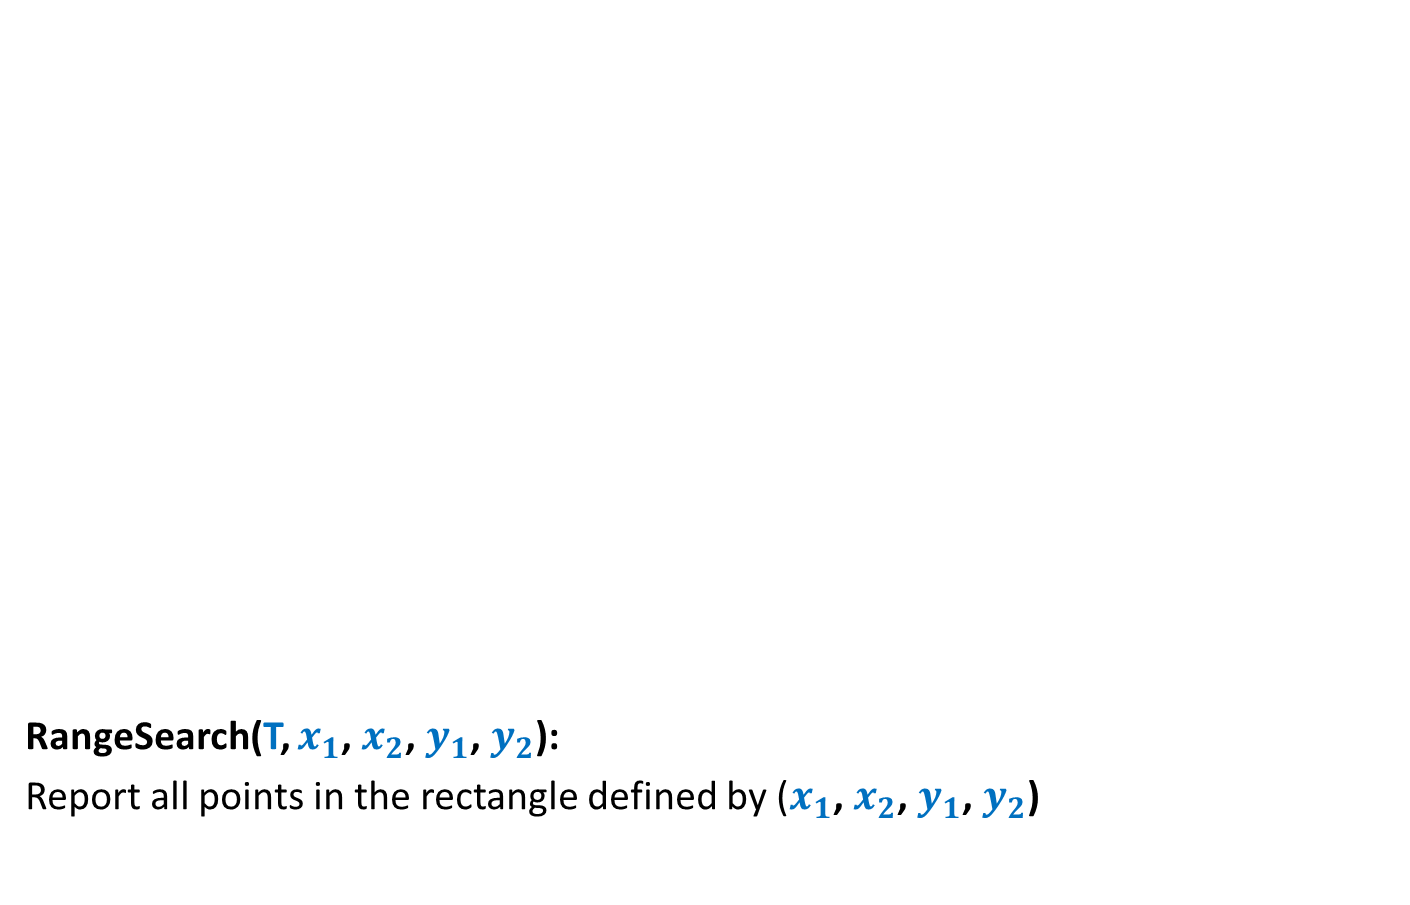 RangeSearch(T, x₁, x₂, y₁, y₂):
Report all points in the rectangle defined by (x₁, x₂, y₁, y₂)